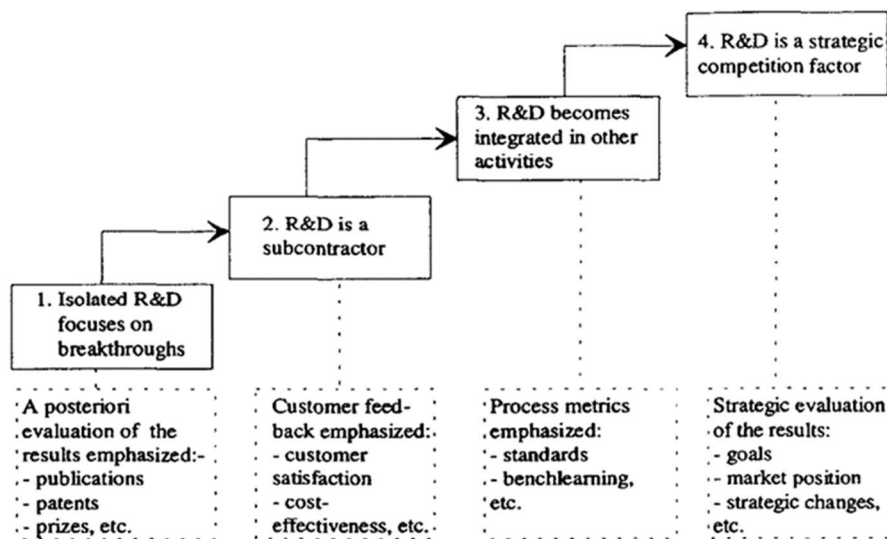 4. R&D is a strategic
competition factor
3. R&D becomes
integrated in other
activities
2. R&D is a
subcontractor
1. Isolated R&D
focuses on
breakthroughs
A posteriori
evaluation of the
results emphasized:-
- publications
- patents
- prizes, etc.
Customer feed-
back emphasized:
- customer
satisfaction
- cost-
effectiveness, etc.
Process metrics
emphasized:
- standards
- benchlearning,
etc.
Strategic evaluation
of the results:
- goals
- market position
- strategic changes,
etc.